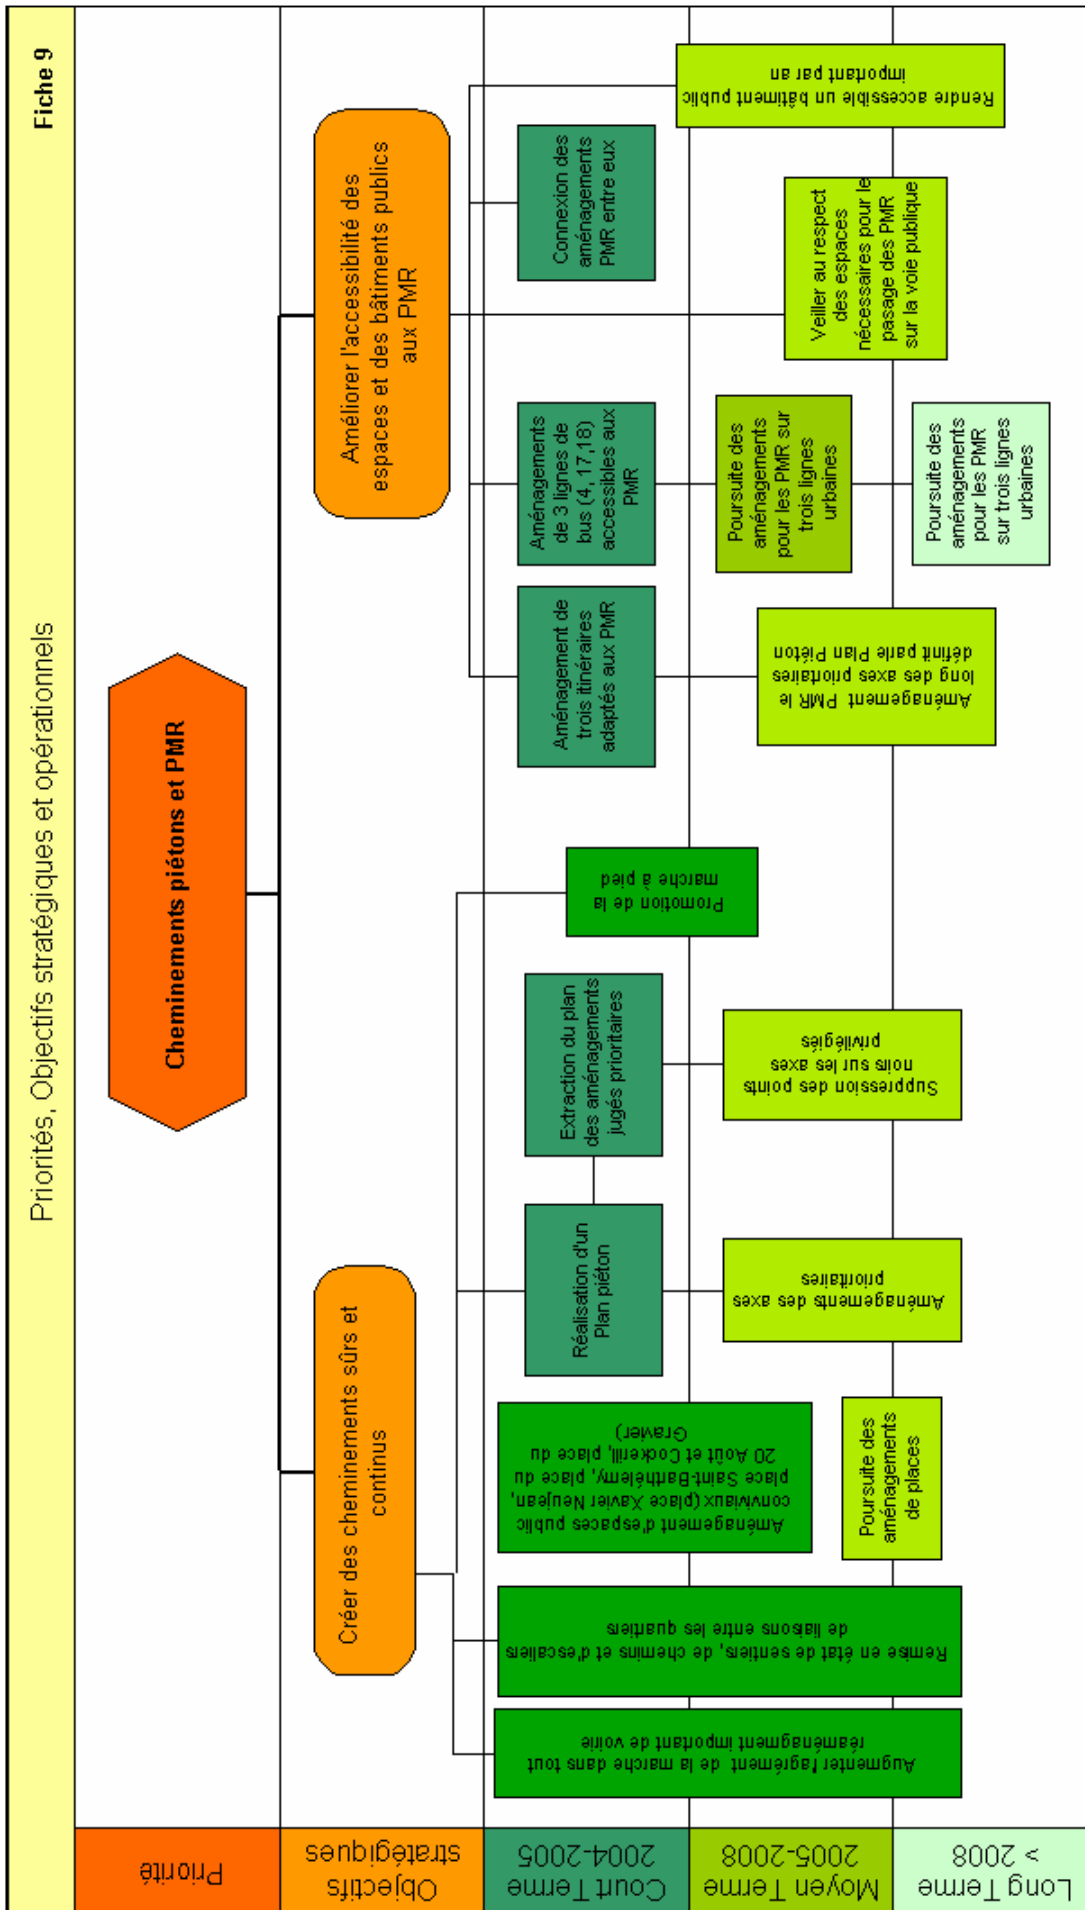 Priorités, Objectifs stratégiques et opérationnels
Fiche 9
Priorité
Cheminements piétons et PMR
Objectifs
stratégiques
Créer des cheminements sûrs et
continus
Améliorer l'accessibilité des
espaces et des bâtiments publics
aux PMR
Court Terme
2004-2005
Augmenter l'agrément de la marche dans tout
réaménagment important de voirie
Remise en état de sentiers, de chemins et d'escaliers
de liaisons entre les quartiers
Aménagement d'espaces public
conviviaux (place Xavier Neujean,
place Saint-Barthélemy, place du
20 Août et Cockerill, place du
Gravier)
Réalisation d'un
Plan piéton
Extraction du plan
des aménagements
jugés prioritaires
Promotion de la
marche à pied
Aménagement de
trois itinéraires
adaptés aux PMR
Aménagements
de 3 lignes de
bus (4, 17,18)
accessibles aux
PMR
Connexion des
aménagements
PMR entre eux
Rendre accessible un bâtiment public
important par an
Moyen Terme
2005-2008
Poursuite des
aménagements
de places
Aménagements des axes
prioritaires
Suppression des points
noirs sur les axes
privilégiés
Aménagement PMR le
long des axes priortaires
définit parle Plan Piéton
Poursuite des
aménagements
pour les PMR sur
trois lignes
urbaines
Veiller au respect
des espaces
nécessaires pour le
pasage des PMR
sur la voie publique
Long Terme
> 2008
Poursuite des
aménagements
pour les PMR
sur trois lignes
urbaines